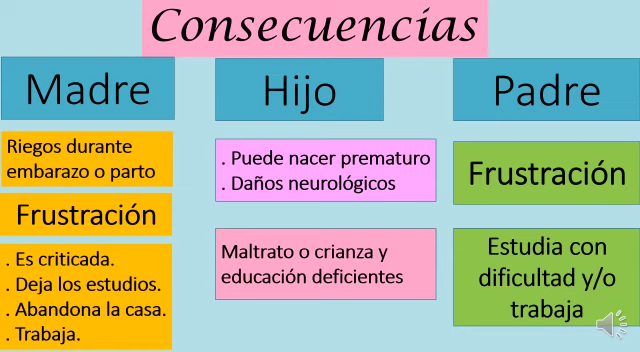 Consecuencias
Madre
Riegos durante
embarazo o parto
Frustración
. Es criticada.
. Deja los estudios.
. Abandona la casa.
. Trabaja.
Hijo
. Puede nacer prematuro
. Daños neurológicos
Maltrato o crianza y
educación deficientes
Padre
Frustración
Estudia con
dificultad y/o
trabaja